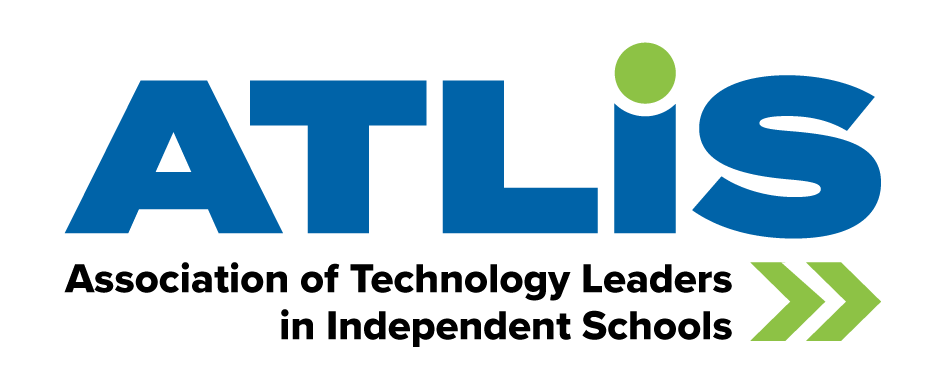 ATLiS
Association of Technology Leaders
in Independent Schools